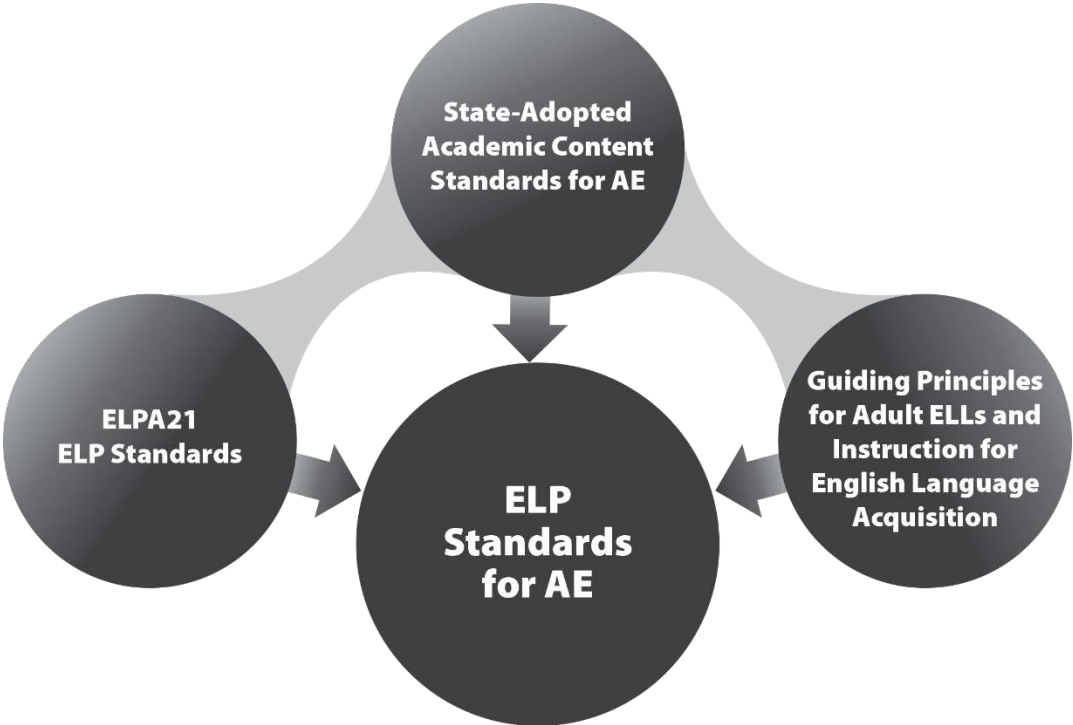 State-Adopted
Academic Content
Standards for AE
ELPA21
ELP Standards
Guiding Principles
for Adult ELLs and
Instruction for
English Language
Acquisition
ELP
Standards
for AE